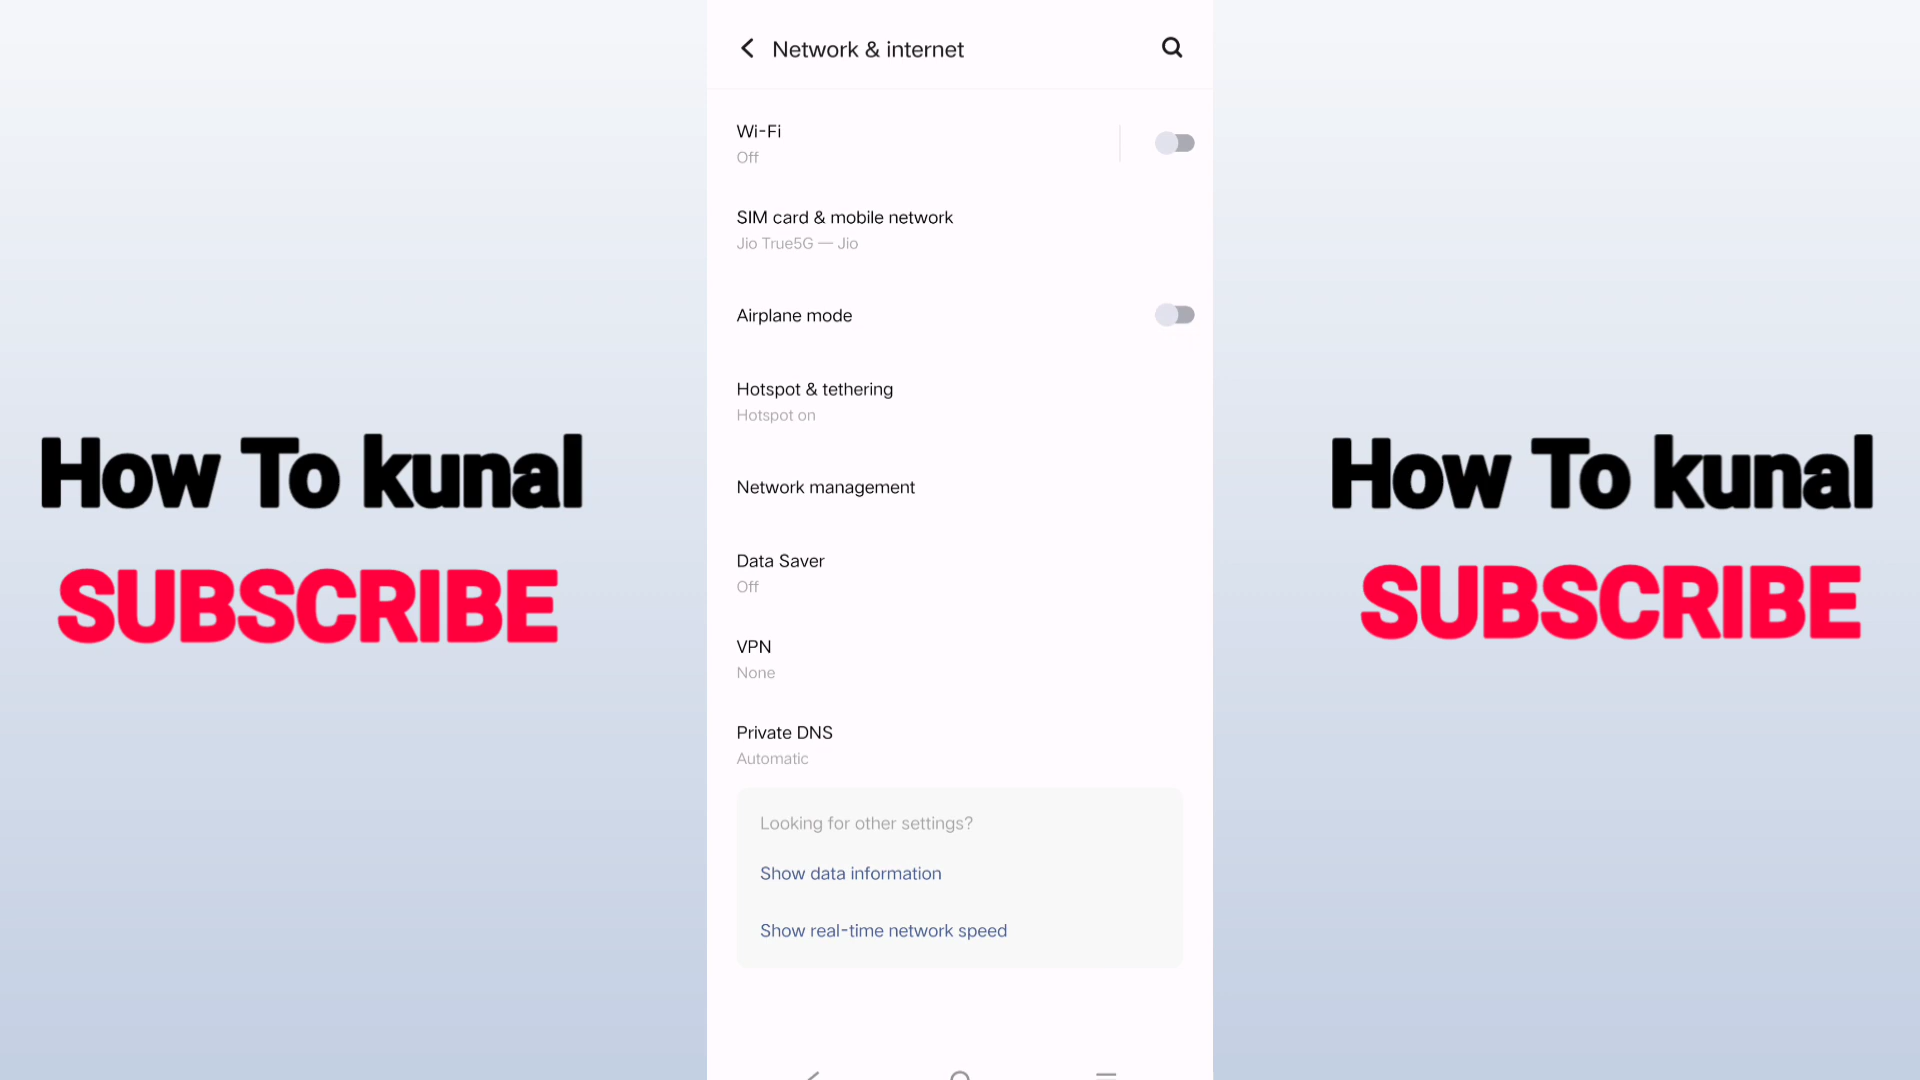 Network & internet
Wi-Fi
Off
SIM card & mobile network
Jio True5G — Jio
Airplane mode
Hotspot & tethering
Hotspot on
Network management
Data Saver
Off
VPN
None
Private DNS
Automatic
Looking for other settings?
Show data information
Show real-time network speed
How To kunal
SUBSCRIBE
How To kunal
SUBSCRIBE